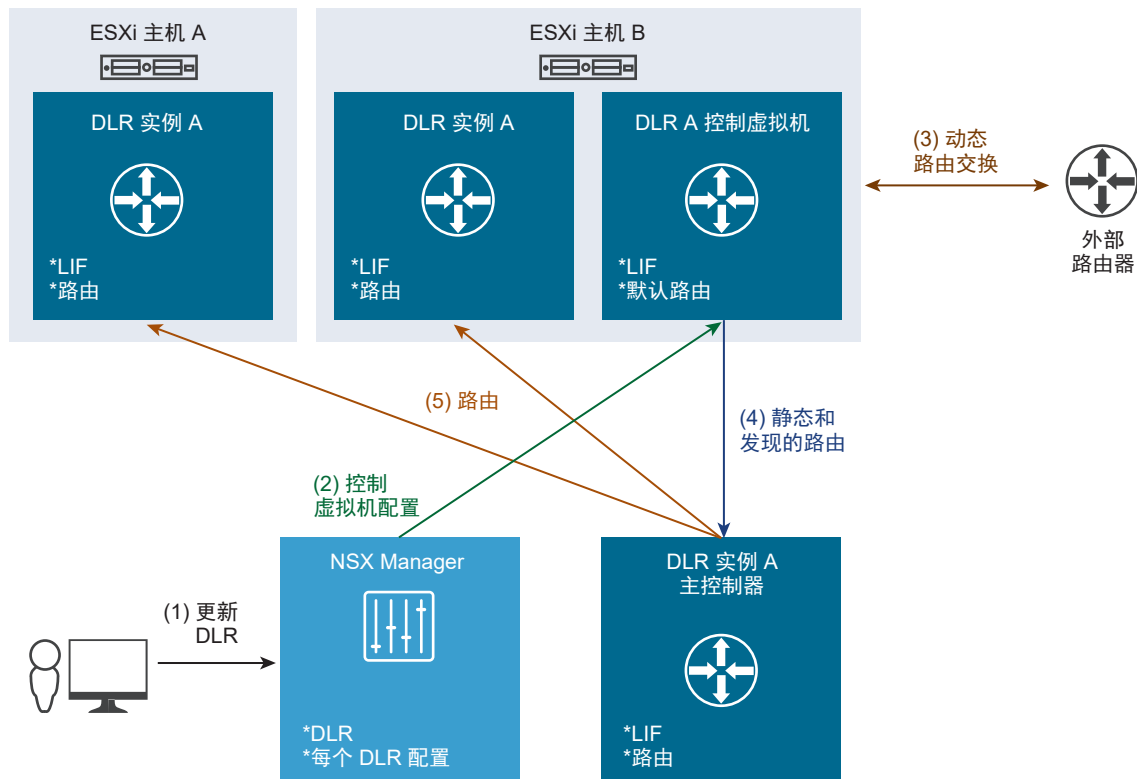 ESXi 主机 A
ESXi 主机 B
DLR 实例 A
*LIF
*路由
DLR 实例 A
*LIF
*路由
DLR A 控制虚拟机
*LIF
*默认路由
(3) 动态
路由交换
外部
路由器
(5) 路由
(4) 静态和
发现的路由
(2) 控制
虚拟机配置
(1) 更新
DLR
NSX Manager
*DLR
*每个 DLR 配置
DLR 实例 A
主控制器
*LIF
*路由